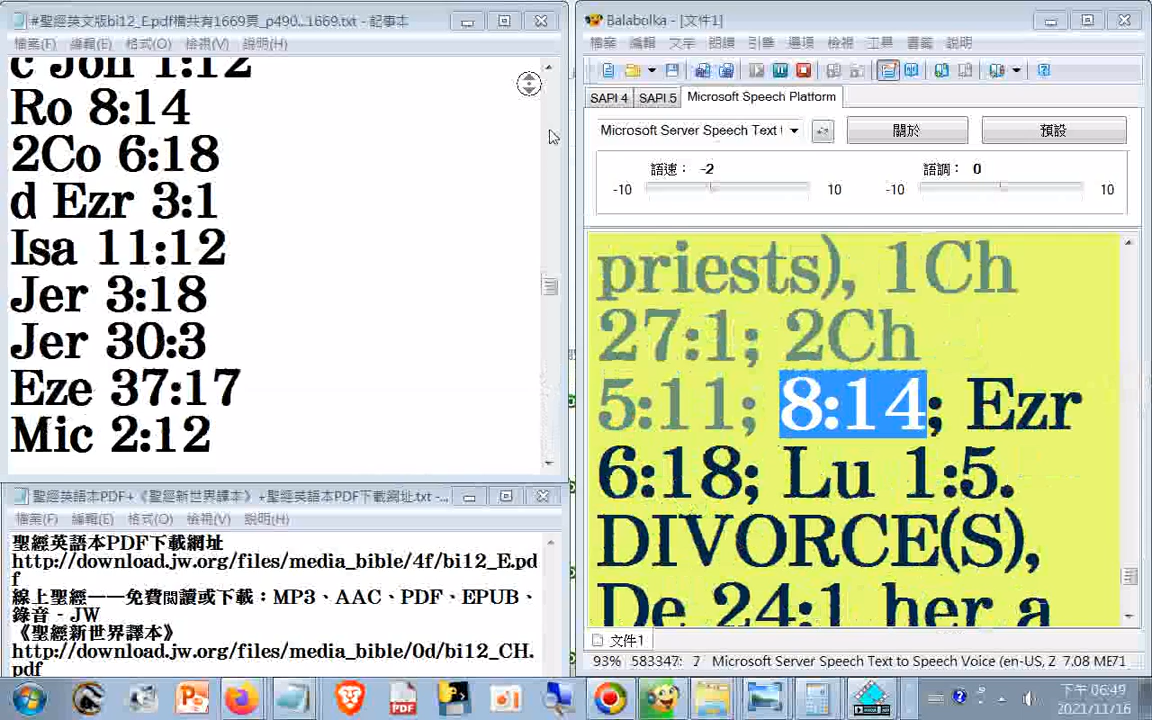 #聖經英文版bi12_E.pdf檔共有1669頁_p490...1669.txt - 記事本
檔案(F) 編輯(E) 格式(O) 檢視(V) 說明(H)
c Joh 1:12
Ro 8:14
2Co 6:18
d Ezr 3:1
Isa 11:12
Jer 3:18
Jer 30:3
Eze 37:17
Mic 2:12
聖經英語本PDF+《聖經新世界譯本》+聖經英語本PDF下載網址.txt - ...
檔案(F) 編輯(E) 格式(O) 檢視(V) 說明(H)
聖經英語本PDF下載網址
http://download.jw.org/files/media_bible/4f/bi12_E.pd
f
線上聖經——免費閱讀或下載：MP3、AAC、PDF、EPUB、
錄音 - JW
《聖經新世界譯本》
http://download.jw.org/files/media_bible/0d/bi12_CH.
pdf
Balabolka - [文件1]
檔案 編輯 文字 朗讀 引擎 選項 檢視 工具 書籤 說明
SAPI 4 SAPI 5 Microsoft Speech Platform
Microsoft Server Speech Text 關於 預設
語速： -2 語調： 0
-10 10 -10 10
priests), 1Ch
27:1; 2Ch
5:11; 8:14; Ezr
6:18; Lu 1:5.
DIVORCE(S),
De 24:1 her a
文件1
93% 583347: 7 Microsoft Server Speech Text to Speech Voice (en-US, Z 7.08 ME71
PDF
下午 06:49
2021/11/16